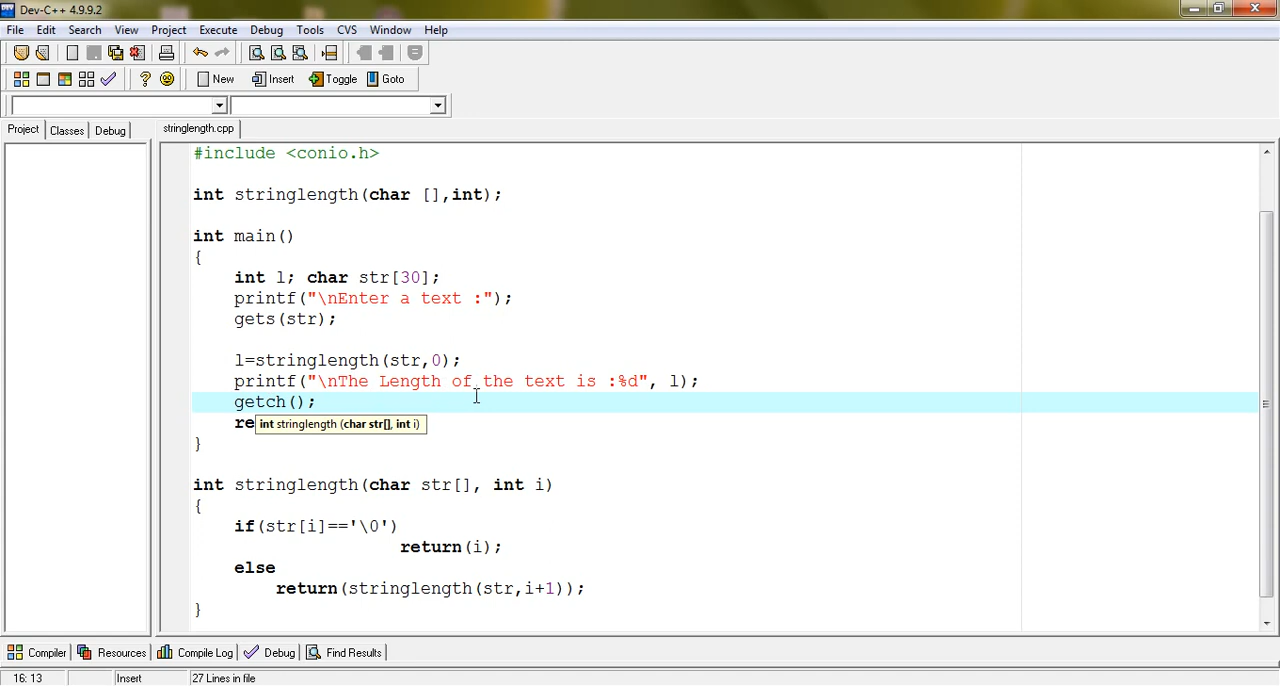 Dev-C++ 4.9.9.2
File Edit Search View Project Execute Debug Tools CVS Window Help
New Insert Toggle Goto
Project Classes Debug stringlength.cpp
#include <conio.h>
int stringlength(char [],int);
int main()
{
int l; char str[30];
printf("\nEnter a text :");
gets(str);
l=stringlength(str,0);
printf("\nThe Length of the text is :%d", l);
getch();
re
int stringlength (char str[], int i)
}
int stringlength(char str[], int i)
{
if(str[i]=='\0')
return(i);
else
return(stringlength(str,i+1));
}
Compiler Resources Compile Log Debug Find Results
16: 13 Insert 27 Lines in file